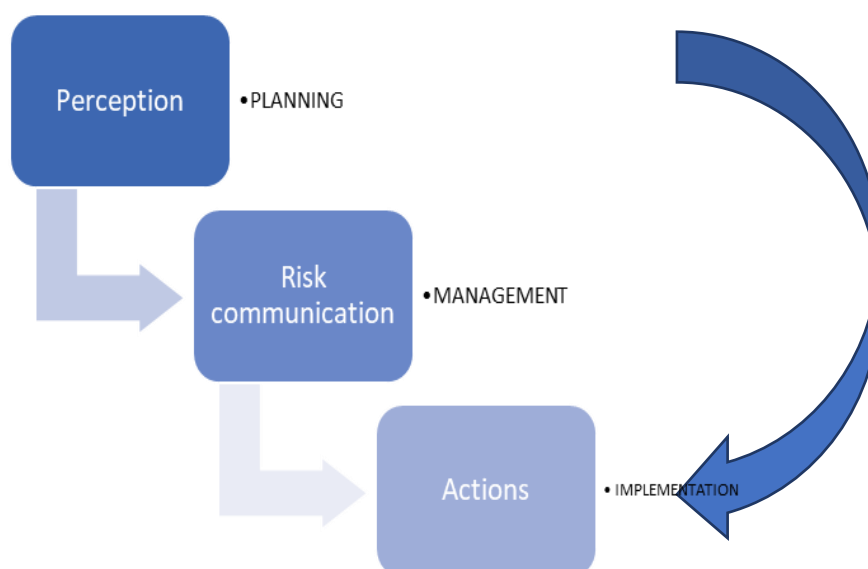 Perception
•PLANNING
Risk
communication
•MANAGEMENT
Actions
• IMPLEMENTATION